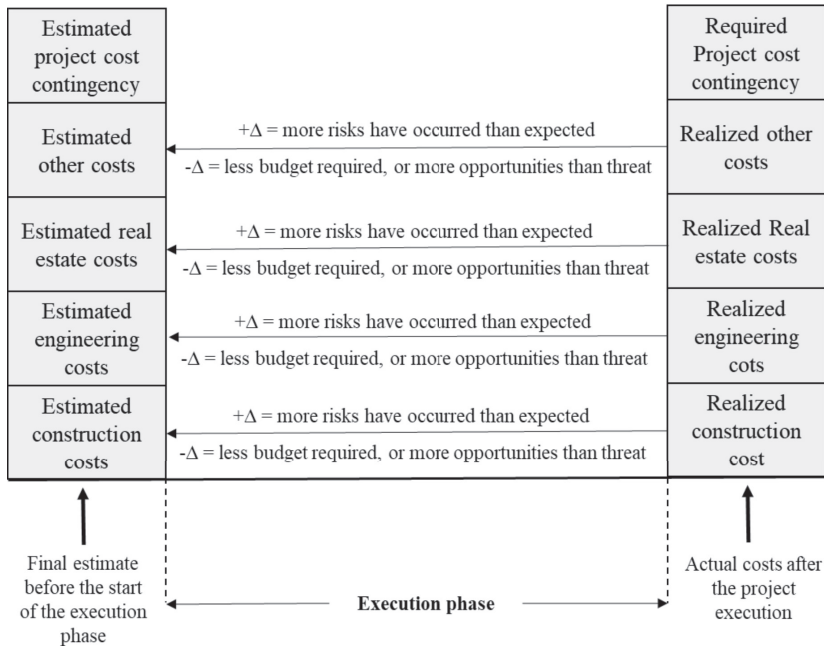 Estimated
project cost
contingency
Required
Project cost
contingency
Estimated
other costs
+Δ = more risks have occurred than expected
-Δ = less budget required, or more opportunities than threat
Realized other
costs
Estimated real
estate costs
+Δ = more risks have occurred than expected
-Δ = less budget required, or more opportunities than threat
Realized Real
estate costs
Estimated
engineering
costs
+Δ = more risks have occurred than expected
-Δ = less budget required, or more opportunities than threat
Realized
engineering
cots
Estimated
construction
costs
+Δ = more risks have occurred than expected
-Δ = less budget required, or more opportunities than threat
Realized
construction
cost
Final estimate
before the start
of the execution
phase
Execution phase
Actual costs after
the project
execution